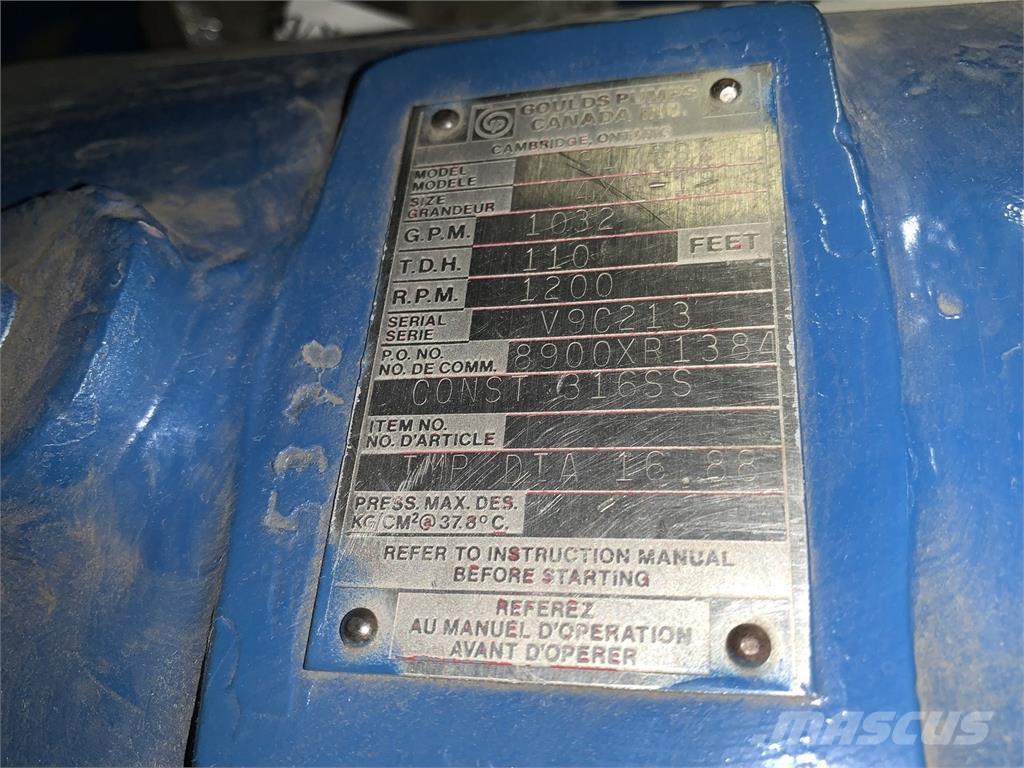 GOULDS PUMPS
CANADA INC.
CAMBRIDGE, ONTARIO
MODEL
MODELE
SIZE
GRANDEUR
G.P.M. 1032
T.D.H. 110 FEET
R.P.M. 1200
SERIAL
SERIE V9C213
P.O. NO.
NO. DE COMM. 8900XR1384
CONST 316SS
ITEM NO.
NO. D'ARTICLE
IMP DIA 16.88
PRESS. MAX. DES.
KG/CM²@37.8°C.
REFER TO INSTRUCTION MANUAL
BEFORE STARTING
REFEREZ
AU MANUEL D'OPERATION
AVANT D'OPERER
MASCUS